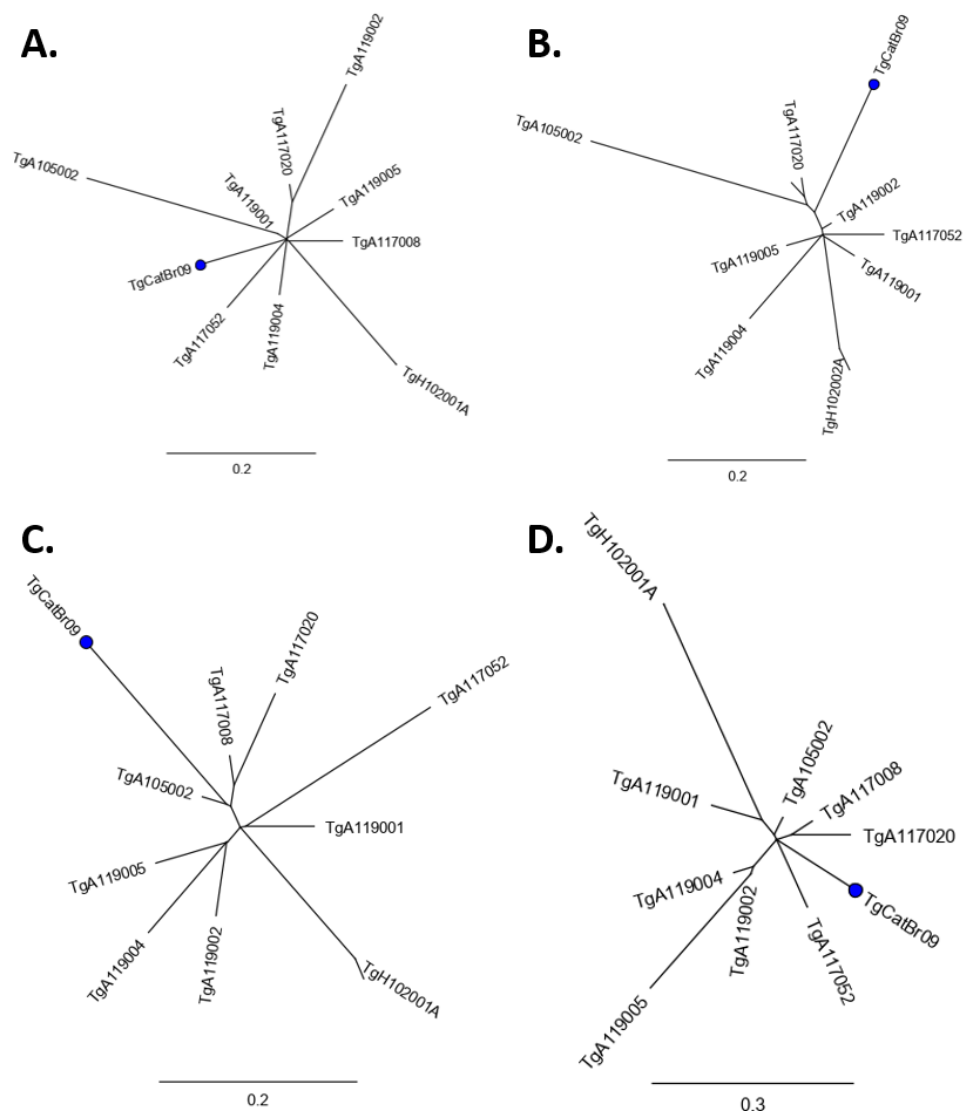 A.
TgA119002
TgA117020
TgA105002
TgA119001
TgA119005
TgA117008
TgCatBr09
TgA117052
TgA119004
TgH102001A
0.2
B.
TgCatBr09
TgA105002
TgA117020
TgA119002
TgA117052
TgA119005
TgA119001
TgA119004
TgH102002A
0.2
C.
TgCatBr09
TgA117020
TgA117008
TgA117052
TgA105002
TgA119001
TgA119005
TgA119004
TgA119002
TgH102001A
0.2
D.
TgH102001A
TgA105002
TgA119001
TgA117008
TgA117020
TgA119004
TgCatBr09
TgA119002
TgA117052
TgA119005
0.3